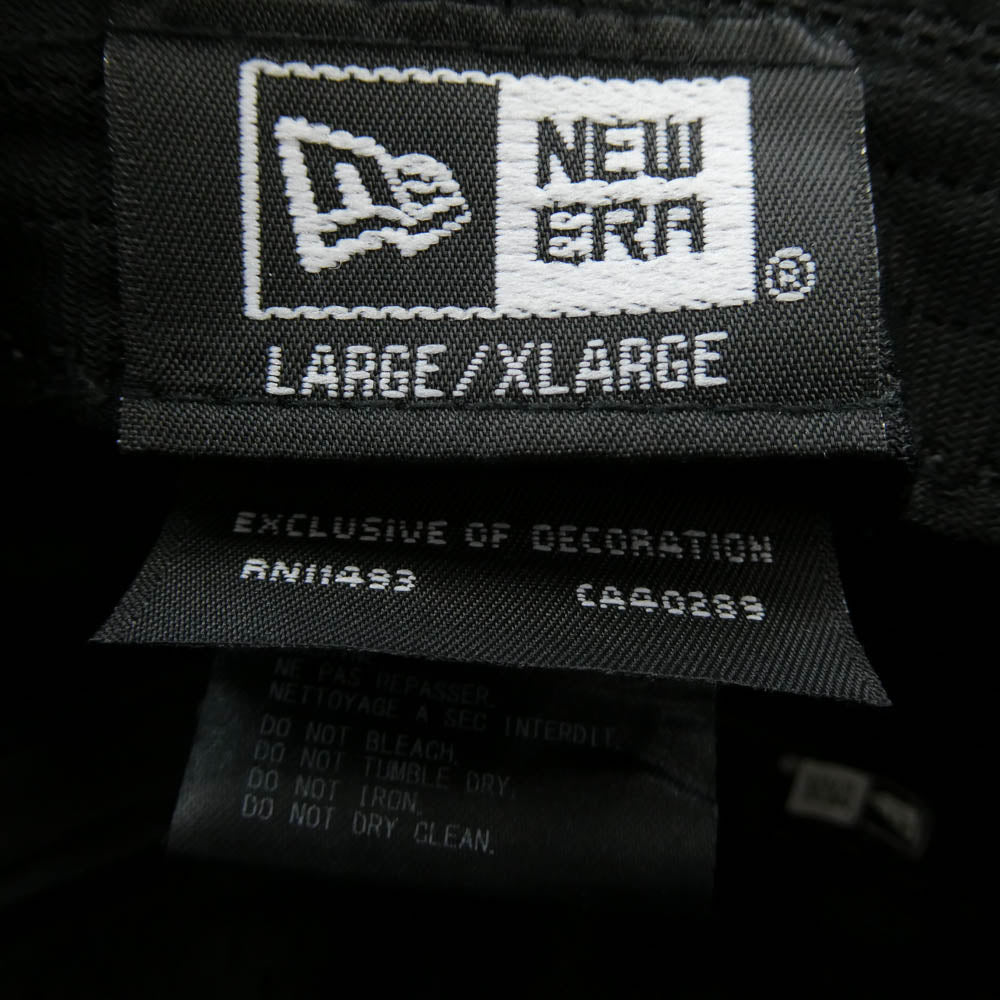 NEW
ERA
®
LARGE/XLARGE
EXCLUSIVE OF DECORATION
RN11493 CA40289
NE PAS REPASSER.
NETTOYAGE A SEC INTERDIT.
DO NOT BLEACH.
DO NOT TUMBLE DRY.
DO NOT IRON.
DO NOT DRY CLEAN.